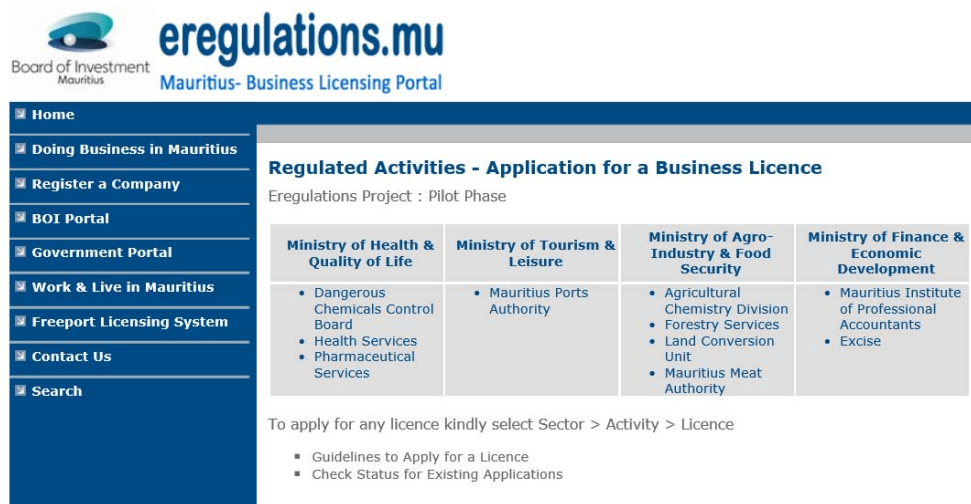 Board of Investment
Mauritius
eregulations.mu
Mauritius- Business Licensing Portal
Home
Doing Business in Mauritius
Register a Company
BOI Portal
Government Portal
Work & Live in Mauritius
Freeport Licensing System
Contact Us
Search
Regulated Activities - Application for a Business Licence
Eregulations Project : Pilot Phase
Ministry of Health &
Quality of Life
Dangerous
Chemicals Control
Board
Health Services
Pharmaceutical
Services
Ministry of Tourism &
Leisure
Mauritius Ports
Authority
Ministry of Agro-
Industry & Food
Security
Agricultural
Chemistry Division
Forestry Services
Land Conversion
Unit
Mauritius Meat
Authority
Ministry of Finance &
Economic
Development
Mauritius Institute
of Professional
Accountants
Excise
To apply for any licence kindly select Sector > Activity > Licence
Guidelines to Apply for a Licence
Check Status for Existing Applications